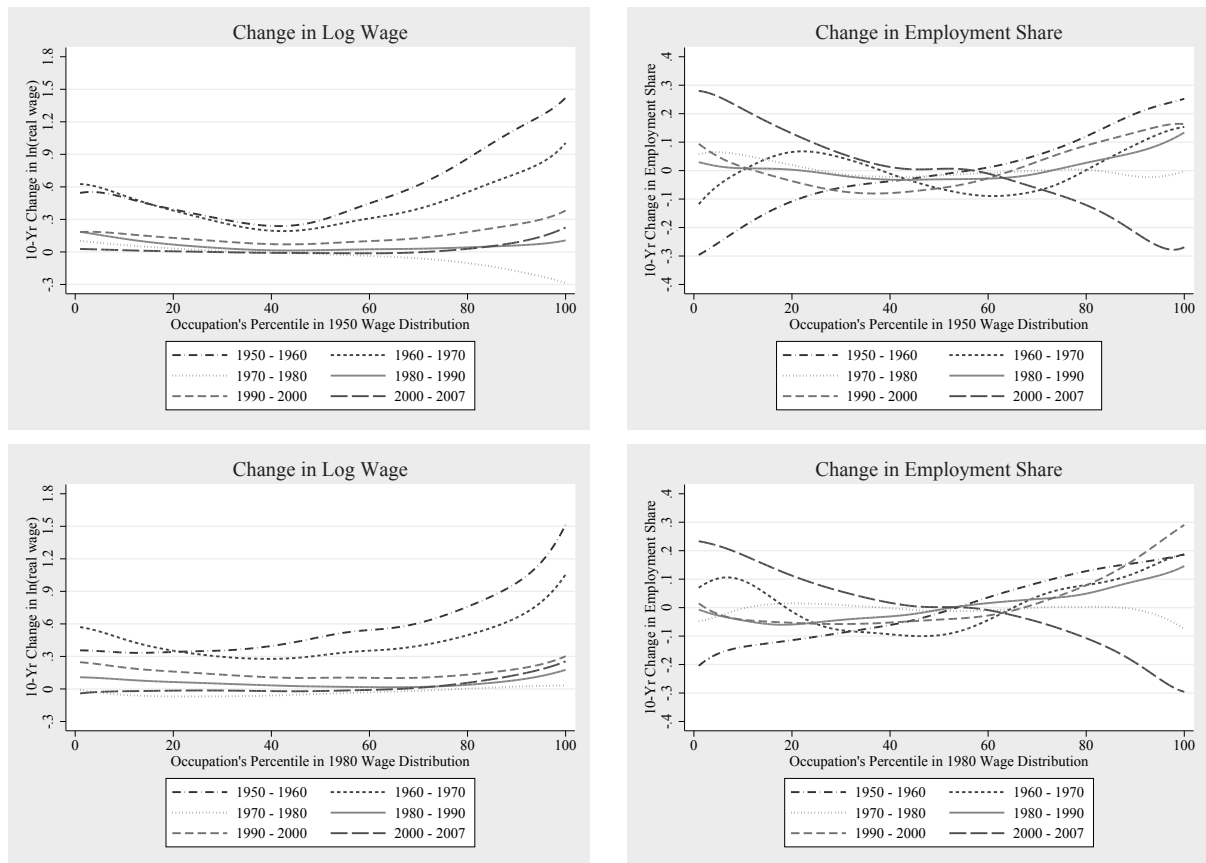 Change in Log Wage
10-Yr Change in ln(real wage)
1.8
1.5
1.2
.9
.6
.3
0
-.3
0 20 40 60 80 100
Occupation's Percentile in 1950 Wage Distribution
1950 - 1960 1960 - 1970
1970 - 1980 1980 - 1990
1990 - 2000 2000 - 2007
Change in Employment Share
10-Yr Change in Employment Share
.4
.3
.2
.1
0
-.1
-.2
-.3
-.4
0 20 40 60 80 100
Occupation's Percentile in 1950 Wage Distribution
1950 - 1960 1960 - 1970
1970 - 1980 1980 - 1990
1990 - 2000 2000 - 2007
Change in Log Wage
10-Yr Change in ln(real wage)
1.8
1.5
1.2
.9
.6
.3
0
-.3
0 20 40 60 80 100
Occupation's Percentile in 1980 Wage Distribution
1950 - 1960 1960 - 1970
1970 - 1980 1980 - 1990
1990 - 2000 2000 - 2007
Change in Employment Share
10-Yr Change in Employment Share
.4
.3
.2
.1
0
-.1
-.2
-.3
-.4
0 20 40 60 80 100
Occupation's Percentile in 1980 Wage Distribution
1950 - 1960 1960 - 1970
1970 - 1980 1980 - 1990
1990 - 2000 2000 - 2007